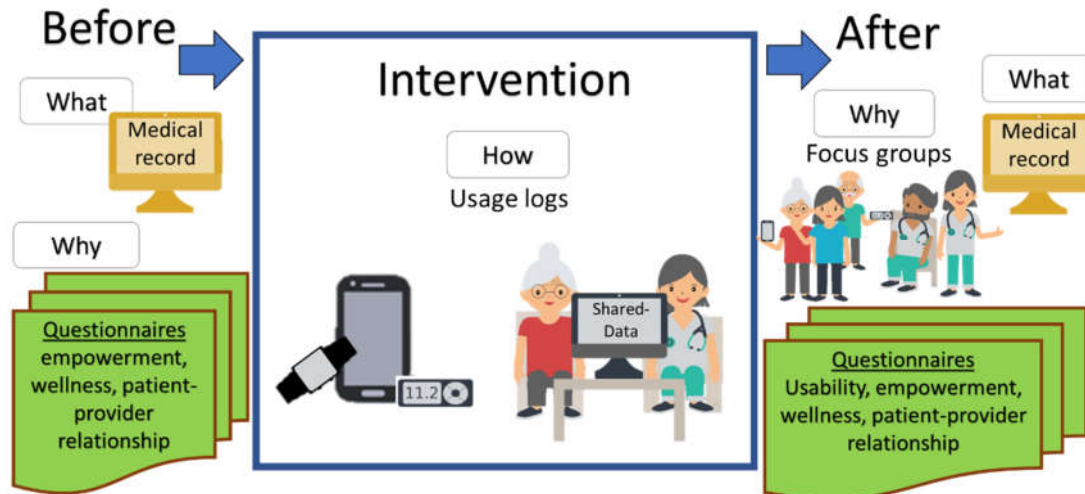 Before
What
Medical
record
Why
Questionnaires
empowerment,
wellness, patient-
provider
relationship
Intervention
How
Usage logs
11.2
Shared-
Data
After
Why
Focus groups
What
Medical
record
Questionnaires
Usability, empowerment,
wellness, patient-provider
relationship